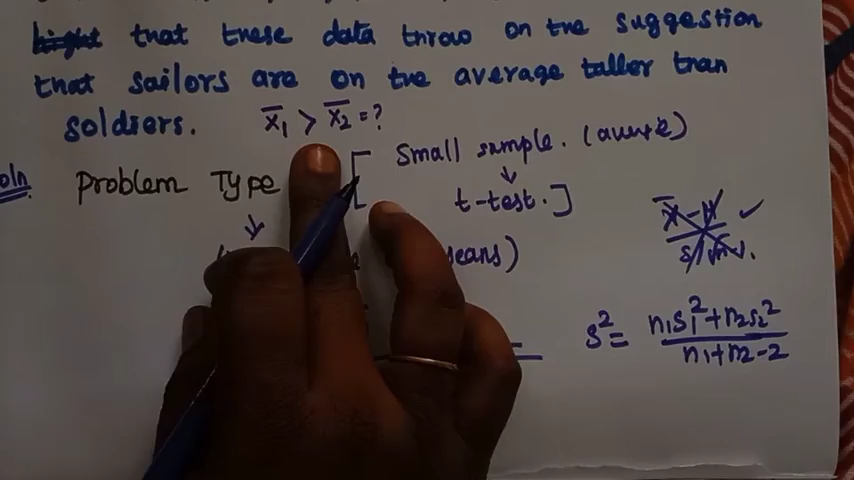 that these data throw on the suggestion
that sailors are on the average taller than
soldiers. x̄1 > x̄2 = ?
Soln Problem Type [ Small sample.
↓
t-test. ]
↓
x̄ - μ ✓
s/√n-1
means)
s² = n1s1² + n2s2²
n1+n2-2